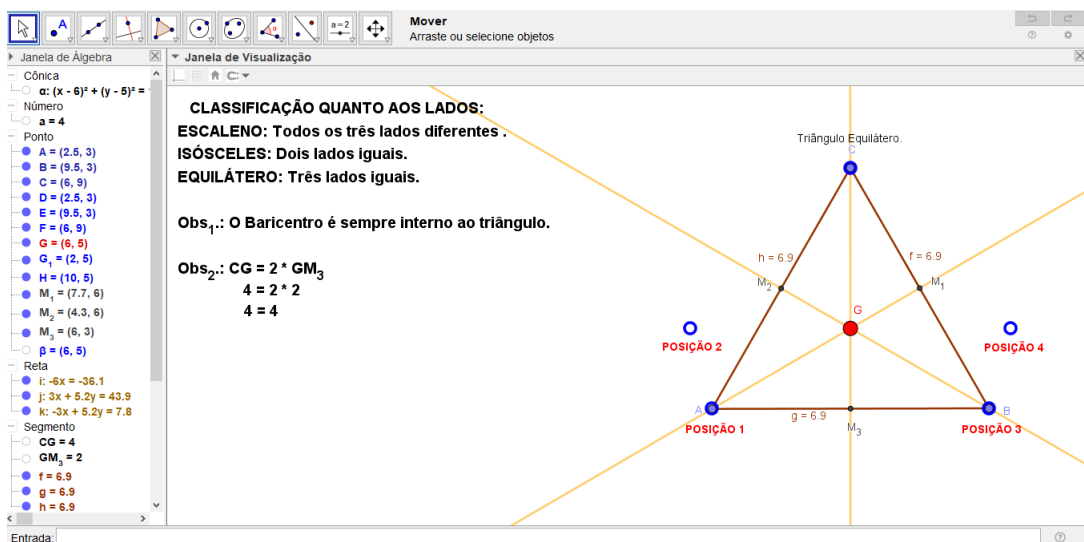 Mover
Arraste ou selecione objetos
A
α
a=2
Janela de Álgebra
Janela de Visualização
Cônica
α: (x - 6)² + (y - 5)² =
Número
a = 4
Ponto
A = (2.5, 3)
B = (9.5, 3)
C = (6, 9)
D = (2.5, 3)
E = (9.5, 3)
F = (6, 9)
G = (6, 5)
G₁ = (2, 5)
H = (10, 5)
M₁ = (7.7, 6)
M₂ = (4.3, 6)
M₃ = (6, 3)
β = (6, 5)
Reta
i: -6x = -36.1
j: 3x + 5.2y = 43.9
k: -3x + 5.2y = 7.8
Segmento
CG = 4
GM₃ = 2
f = 6.9
g = 6.9
h = 6.9
CLASSIFICAÇÃO QUANTO AOS LADOS:
ESCALENO: Todos os três lados diferentes .
ISÓSCELES: Dois lados iguais.
EQUILÁTERO: Três lados iguais.
Obs₁.: O Baricentro é sempre interno ao triângulo.
Obs₂.: CG = 2 * GM₃
4 = 2 * 2
4 = 4
Triângulo Equilátero.
C
h = 6.9
f = 6.9
M₂
M₁
G
POSIÇÃO 2
POSIÇÃO 4
A
B
g = 6.9
POSIÇÃO 1
M₃
POSIÇÃO 3
Entrada: